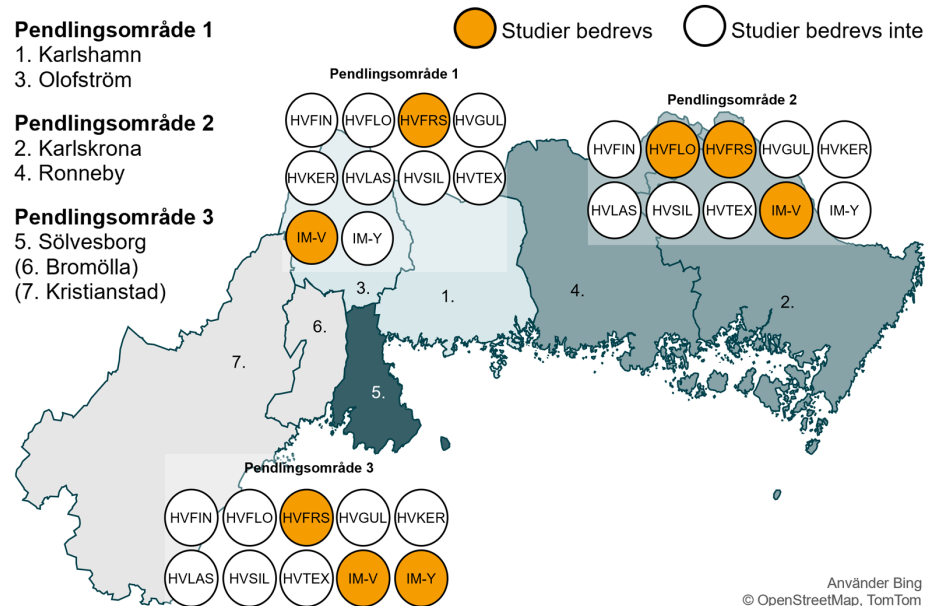 Pendlingsområde 1
1. Karlshamn
3. Olofström
Pendlingsområde 2
2. Karlskrona
4. Ronneby
Pendlingsområde 3
5. Sölvesborg
(6. Bromölla)
(7. Kristianstad)
Studier bedrevs
Studier bedrevs inte
Pendlingsområde 1
HVFIN HVFLO HVFRS HVGUL
HVKER HVLAS HVSIL HVTEX
IM-V IM-Y
Pendlingsområde 2
HVFIN HVFLO HVFRS HVGUL HVKER
HVLAS HVSIL HVTEX IM-V IM-Y
3.
1.
4.
2.
6.
7.
5.
Pendlingsområde 3
HVFIN HVFLO HVFRS HVGUL HVKER
HVLAS HVSIL HVTEX IM-V IM-Y
Använder Bing
© OpenStreetMap, TomTom